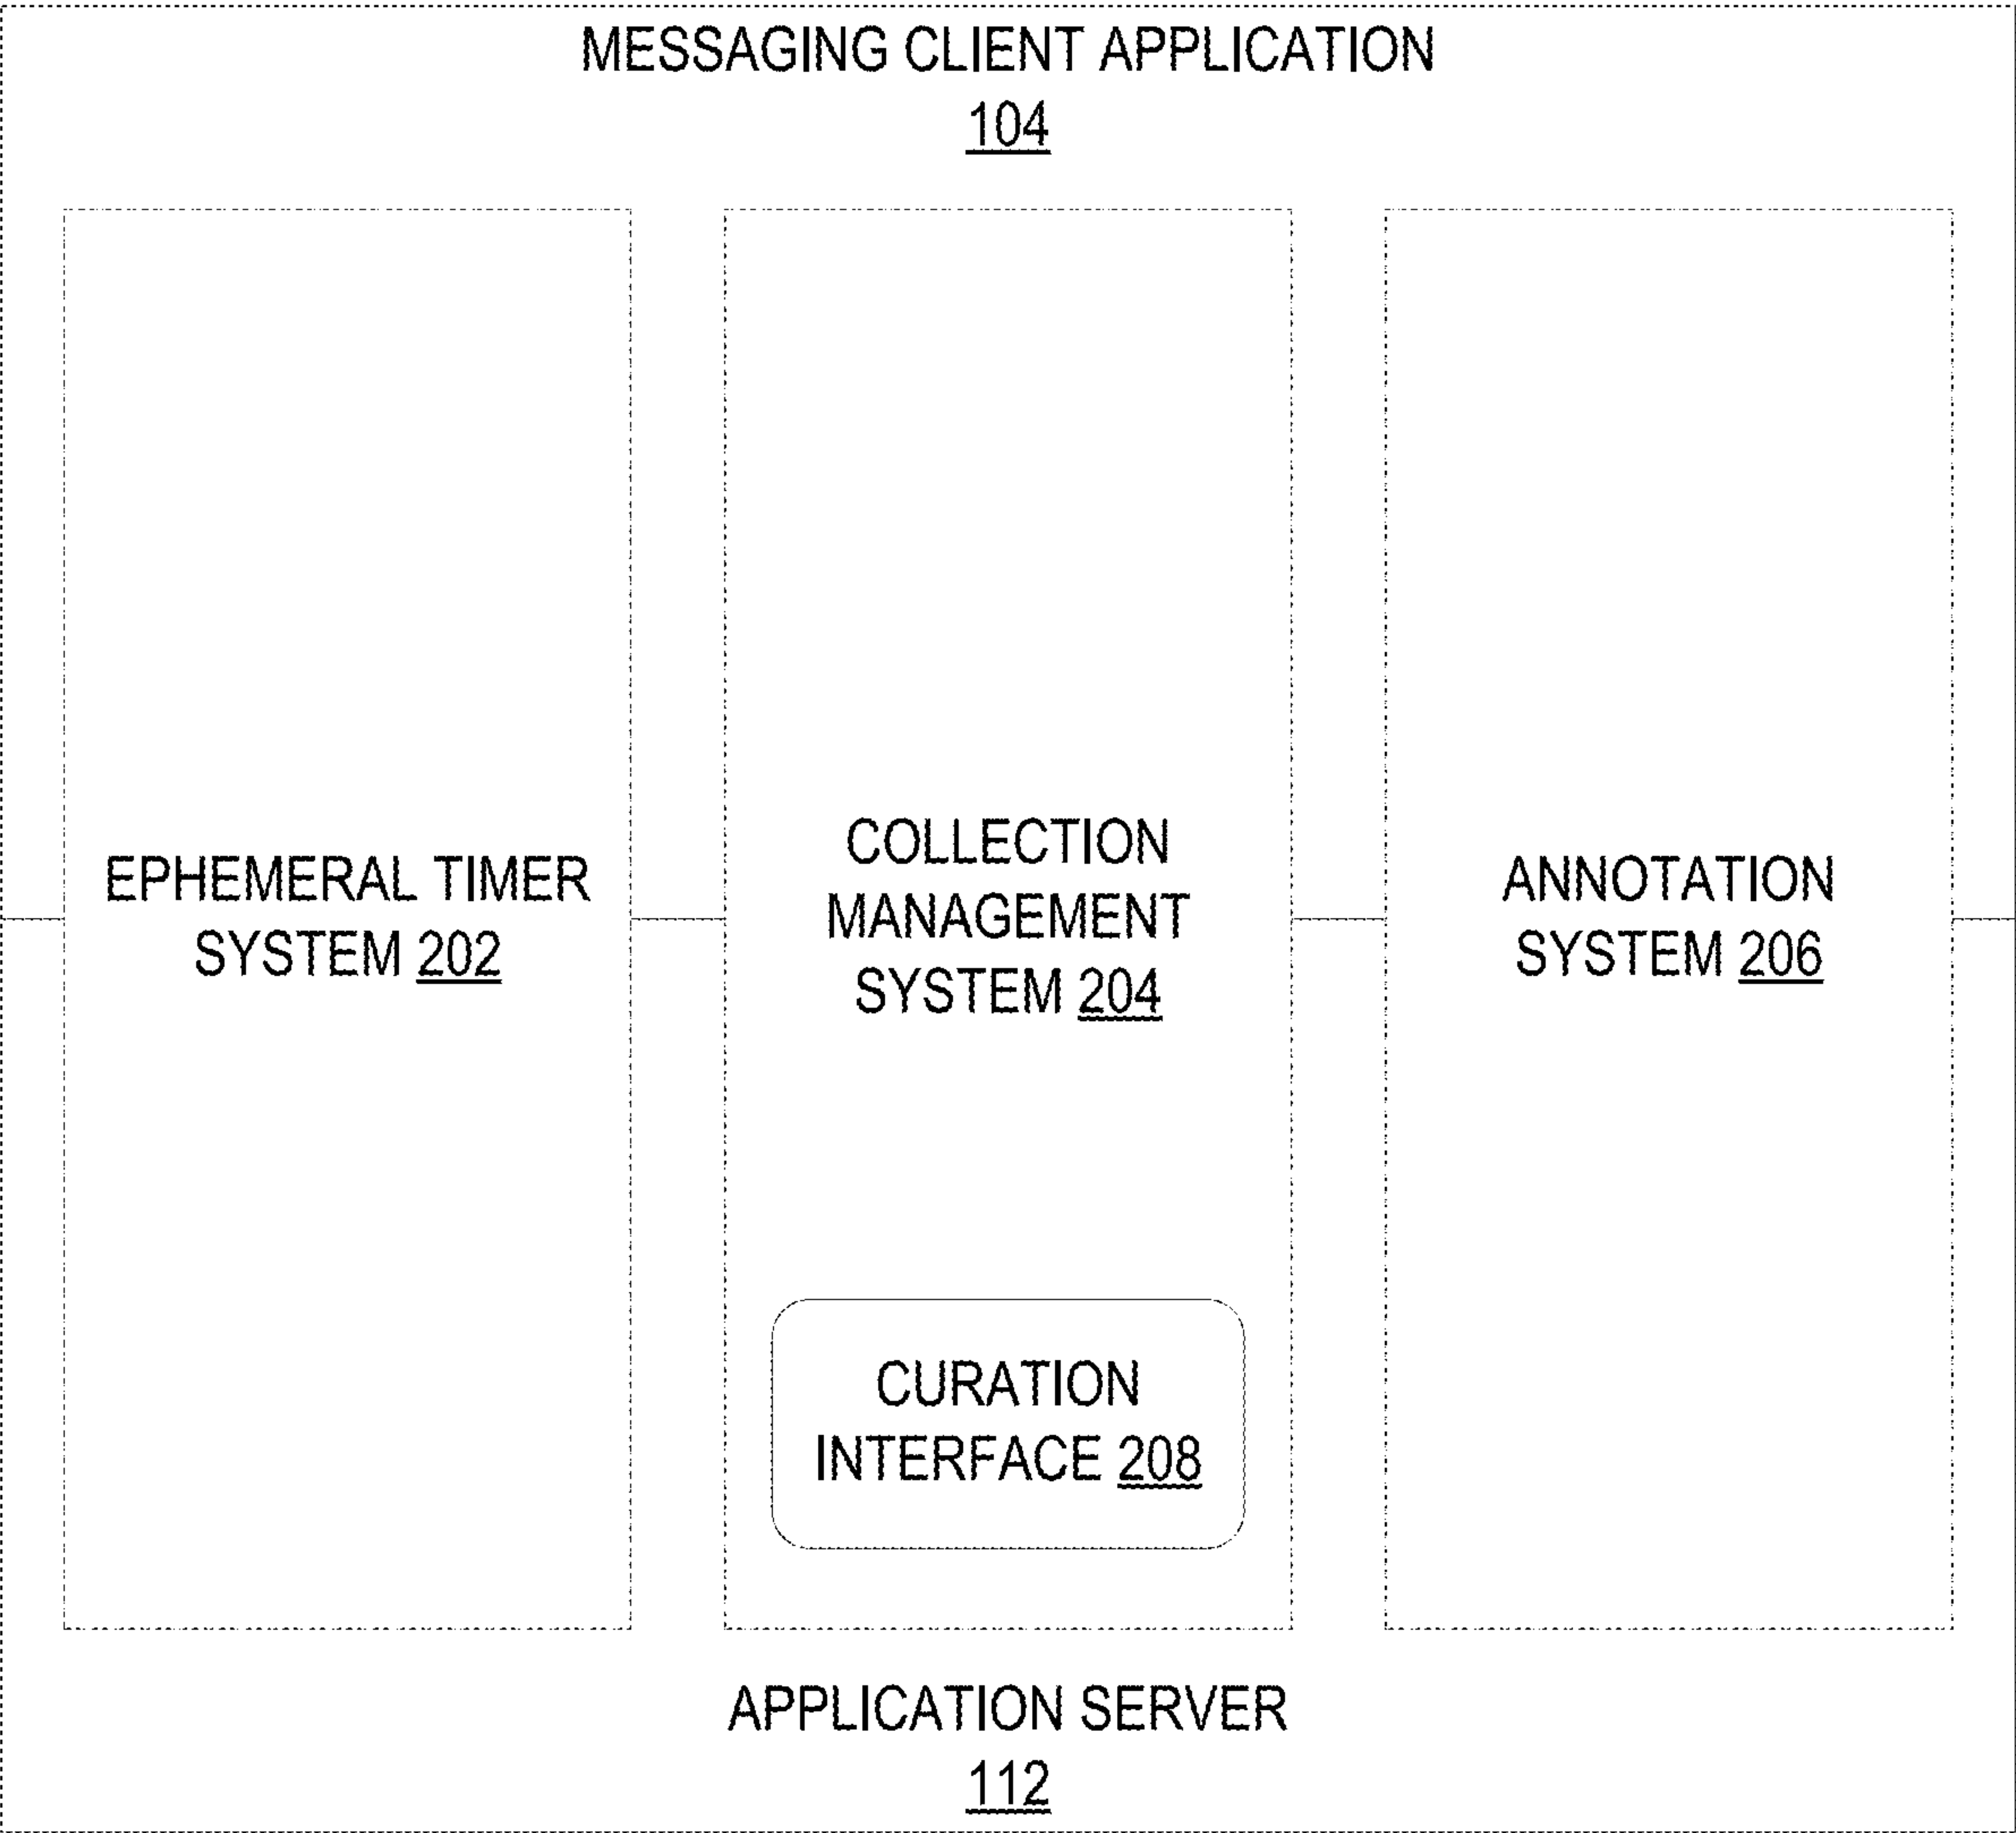 MESSAGING CLIENT APPLICATION
104
EPHEMERAL TIMER
SYSTEM 202
COLLECTION
MANAGEMENT
SYSTEM 204
ANNOTATION
SYSTEM 206
CURATION
INTERFACE 208
APPLICATION SERVER
112